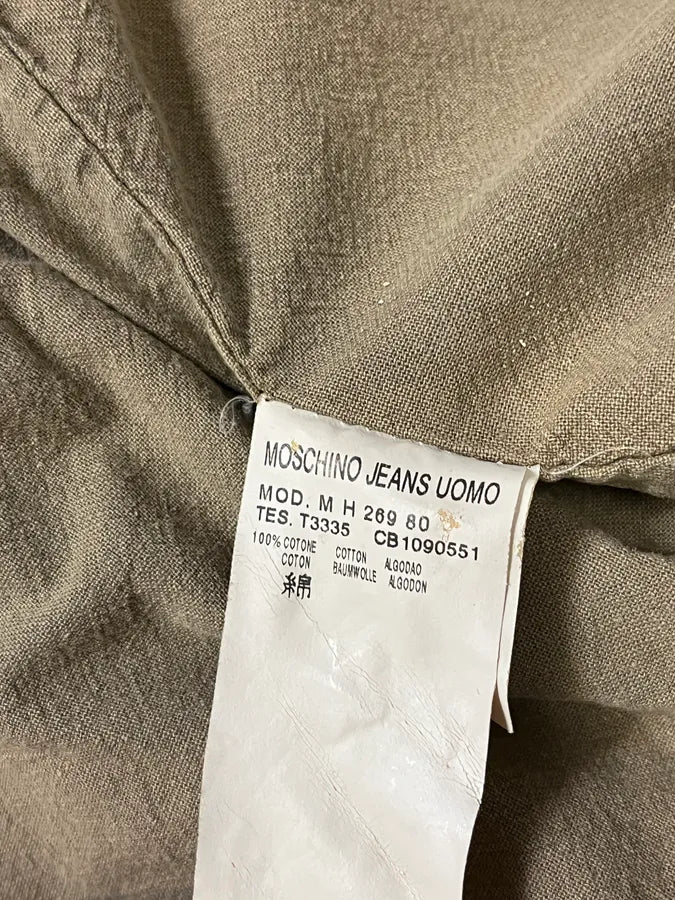 MOSCHINO JEANS UOMO
MOD. M H 269 80
TES. T3335 CB1090551
100% COTONE COTTON ALGODAO
COTON BAUMWOLLE ALGODON
綿